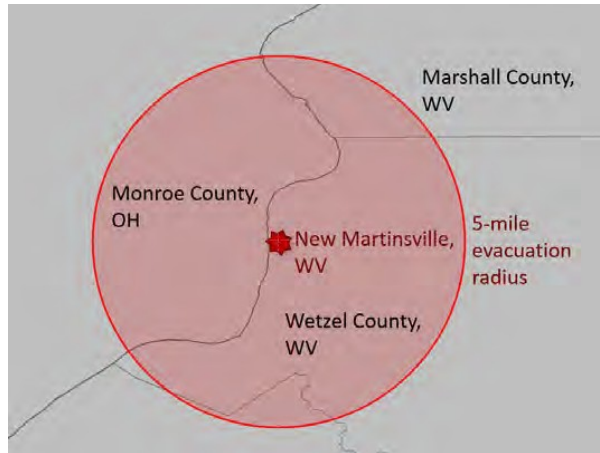 Marshall County,
WV
Monroe County,
OH
New Martinsville,
WV
5-mile
evacuation
radius
Wetzel County,
WV